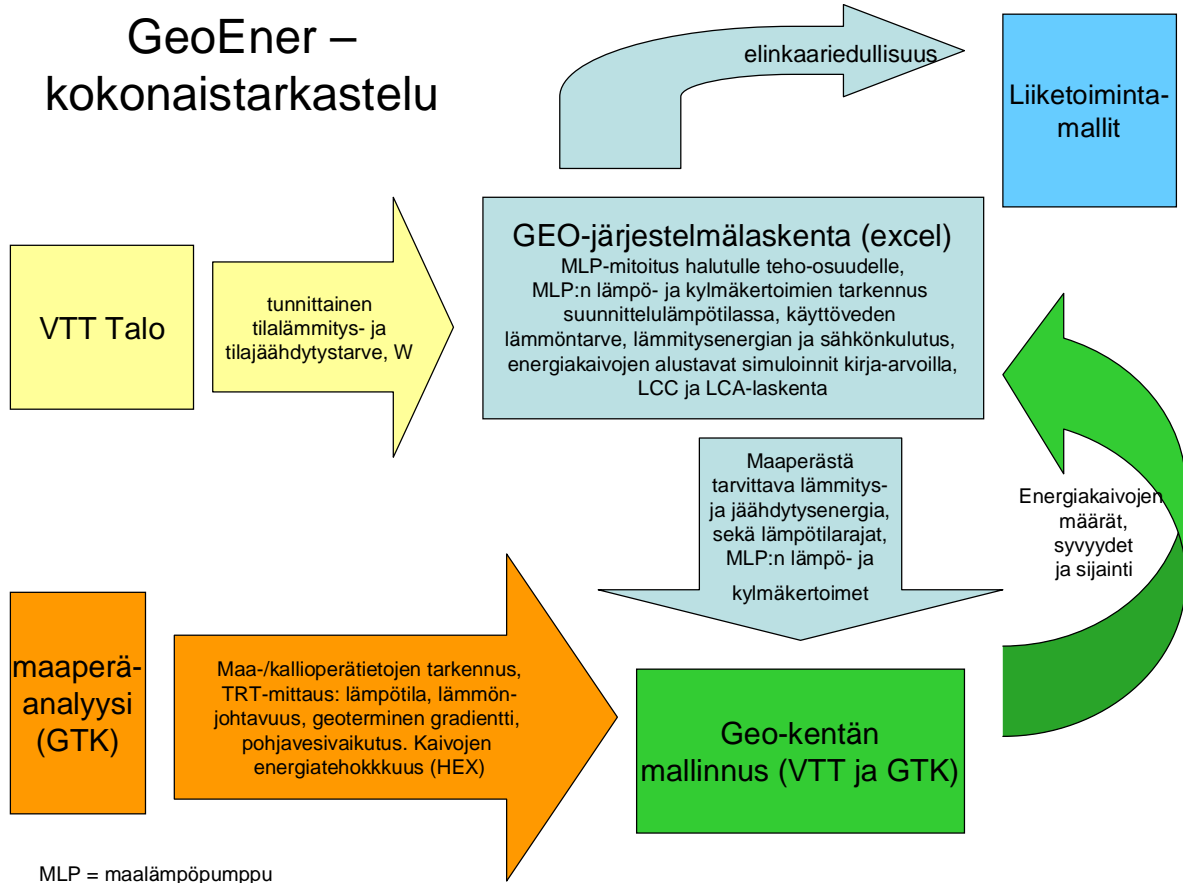 GeoEner –
kokonaistarkastelu
elinkaariedullisuus
Liiketoiminta-
mallit
VTT Talo
tunnittainen
tilalämmitys- ja
tilajäähdytystarve, W
GEO-järjestelmälaskenta (excel)
MLP-mitoitus halutulle teho-osuudelle,
MLP:n lämpö- ja kylmäkertoimien tarkennus
suunnittelulämpötilassa, käyttöveden
lämmöntarve, lämmitysenergian ja sähkönkulutus,
energiakaivojen alustavat simuloinnit kirja-arvoilla,
LCC ja LCA-laskenta
Maaperästä
tarvittava lämmitys-
ja jäähdytysenergia,
sekä lämpötilarajat,
MLP:n lämpö- ja
kylmäkertoimet
Energiakaivojen
määrät,
syvyydet
ja sijainti
maaperä-
analyysi
(GTK)
Maa-/kallioperätietojen tarkennus,
TRT-mittaus: lämpötila, lämmön-
johtavuus, geoterminen gradientti,
pohjavesivaikutus. Kaivojen
energiatehokkkuus (HEX)
Geo-kentän
mallinnus (VTT ja GTK)
MLP = maalämpöpumppu